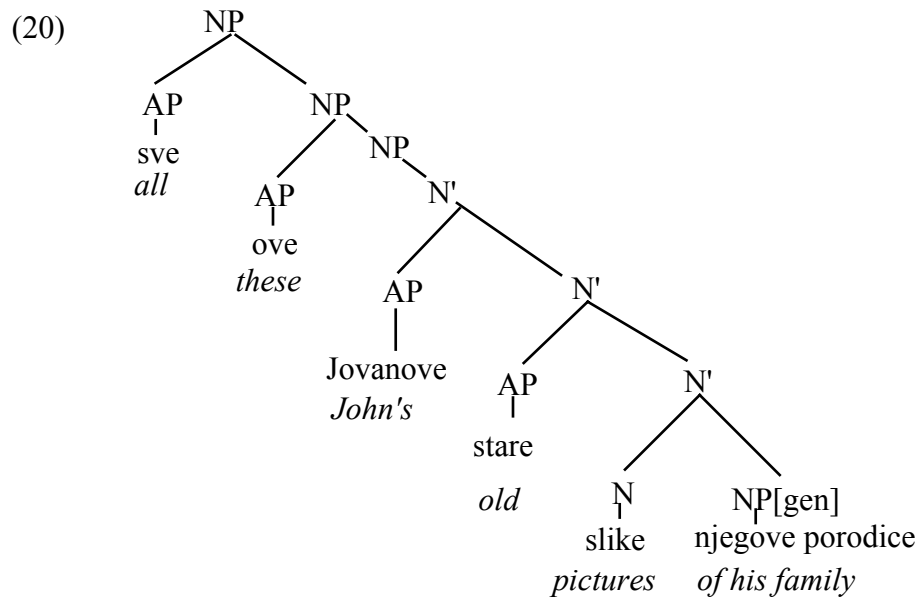 (20) NP
AP NP
sve NP
all AP N'
ove
these AP N'
Jovanove AP N'
John's
stare
old N NP[gen]
slike njegove porodice
pictures of his family